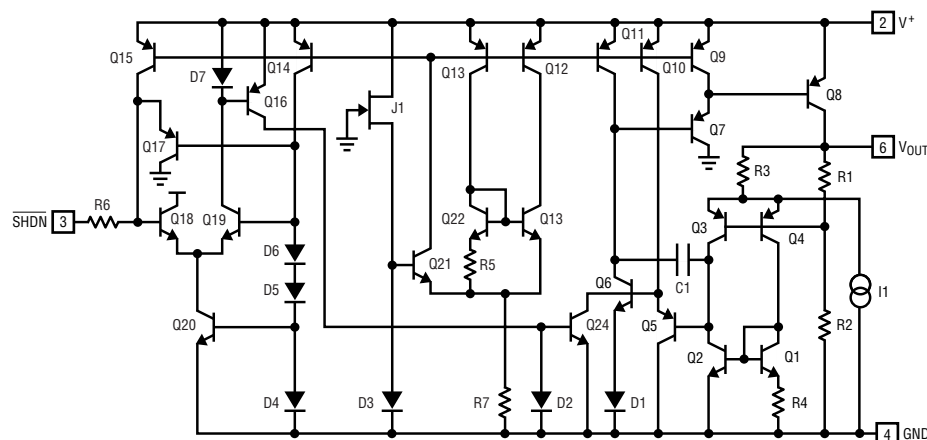 Q11
2 V+
Q15
D7
Q14
Q13
Q12
Q10
Q9
Q16
J1
Q8
Q7
Q17
6 VOUT
R3
R1
SHDN 3
R6
Q18
Q19
Q22
Q13
Q3
Q4
D6
Q21
R5
D5
Q6
C1
I1
Q20
Q24
Q5
R2
Q2
Q1
D4
D3
R7
D2
D1
R4
4 GND